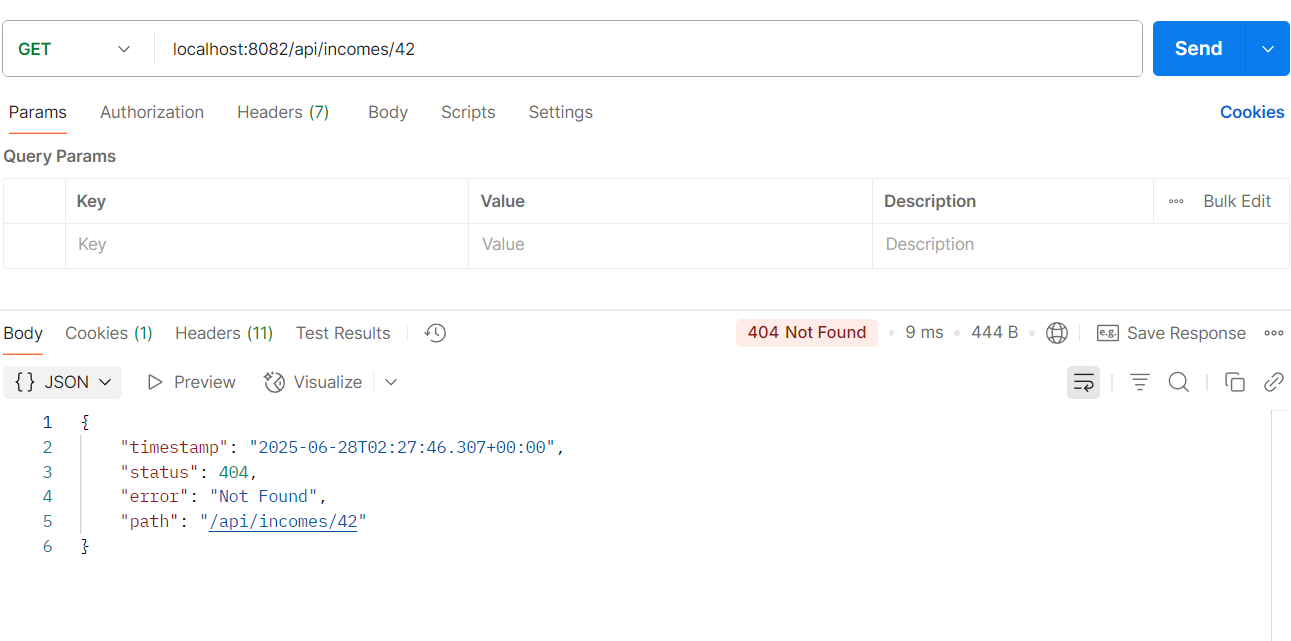 GET localhost:8082/api/incomes/42 Send
Params Authorization Headers (7) Body Scripts Settings Cookies
Query Params
Key Value Description Bulk Edit
Key Value Description
Body Cookies (1) Headers (11) Test Results 404 Not Found 9 ms 444 B e.g. Save Response
{} JSON Preview Visualize
1 {
2 "timestamp": "2025-06-28T02:27:46.307+00:00",
3 "status": 404,
4 "error": "Not Found",
5 "path": "/api/incomes/42"
6 }